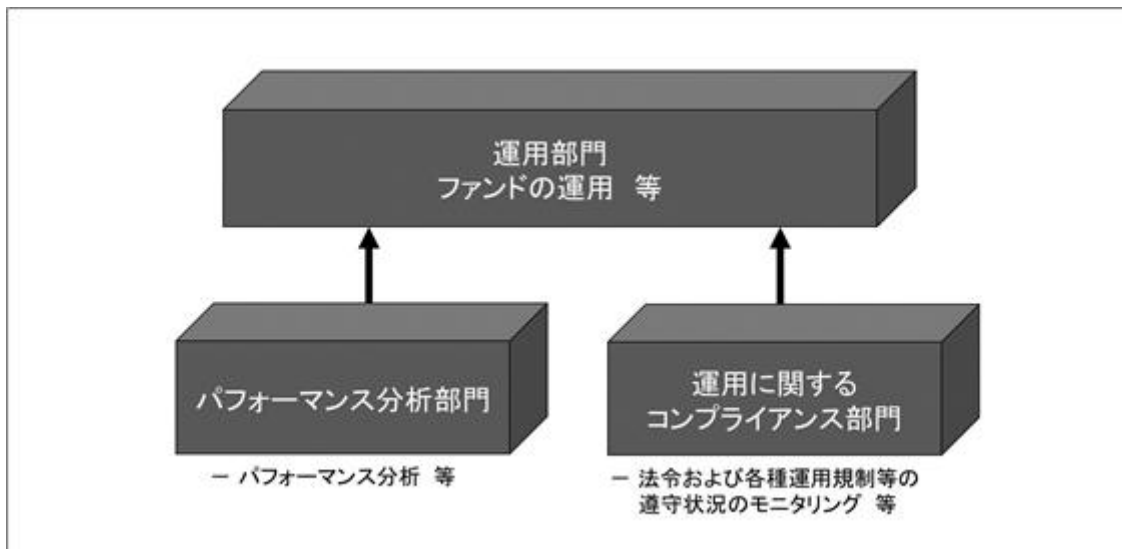 運用部門
ファンドの運用 等
パフォーマンス分析部門
運用に関する
コンプライアンス部門
－ パフォーマンス分析 等
－ 法令および各種運用規制等の
遵守状況のモニタリング 等